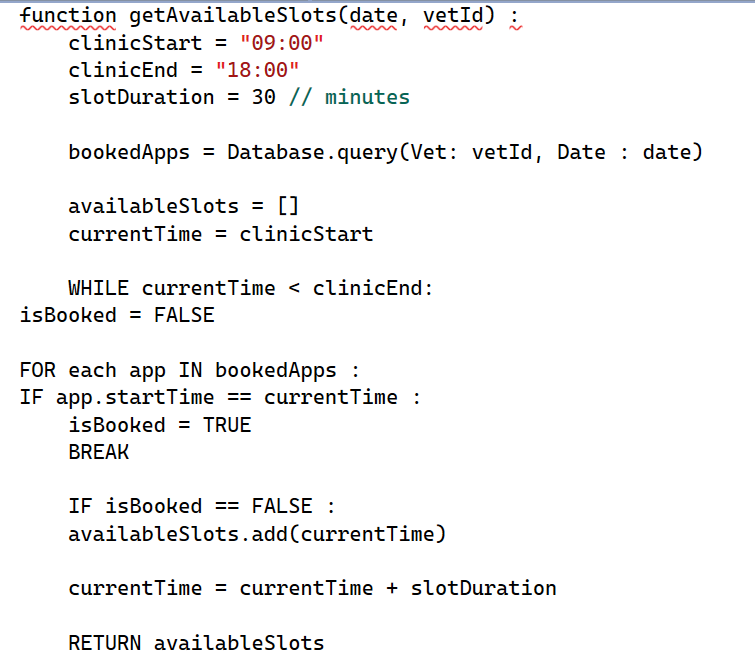 function getAvailableSlots(date, vetId) :
clinicStart = "09:00"
clinicEnd = "18:00"
slotDuration = 30 // minutes
bookedApps = Database.query(Vet: vetId, Date : date)
availableSlots = []
currentTime = clinicStart
WHILE currentTime < clinicEnd:
isBooked = FALSE
FOR each app IN bookedApps :
IF app.startTime == currentTime :
isBooked = TRUE
BREAK
IF isBooked == FALSE :
availableSlots.add(currentTime)
currentTime = currentTime + slotDuration
RETURN availableSlots